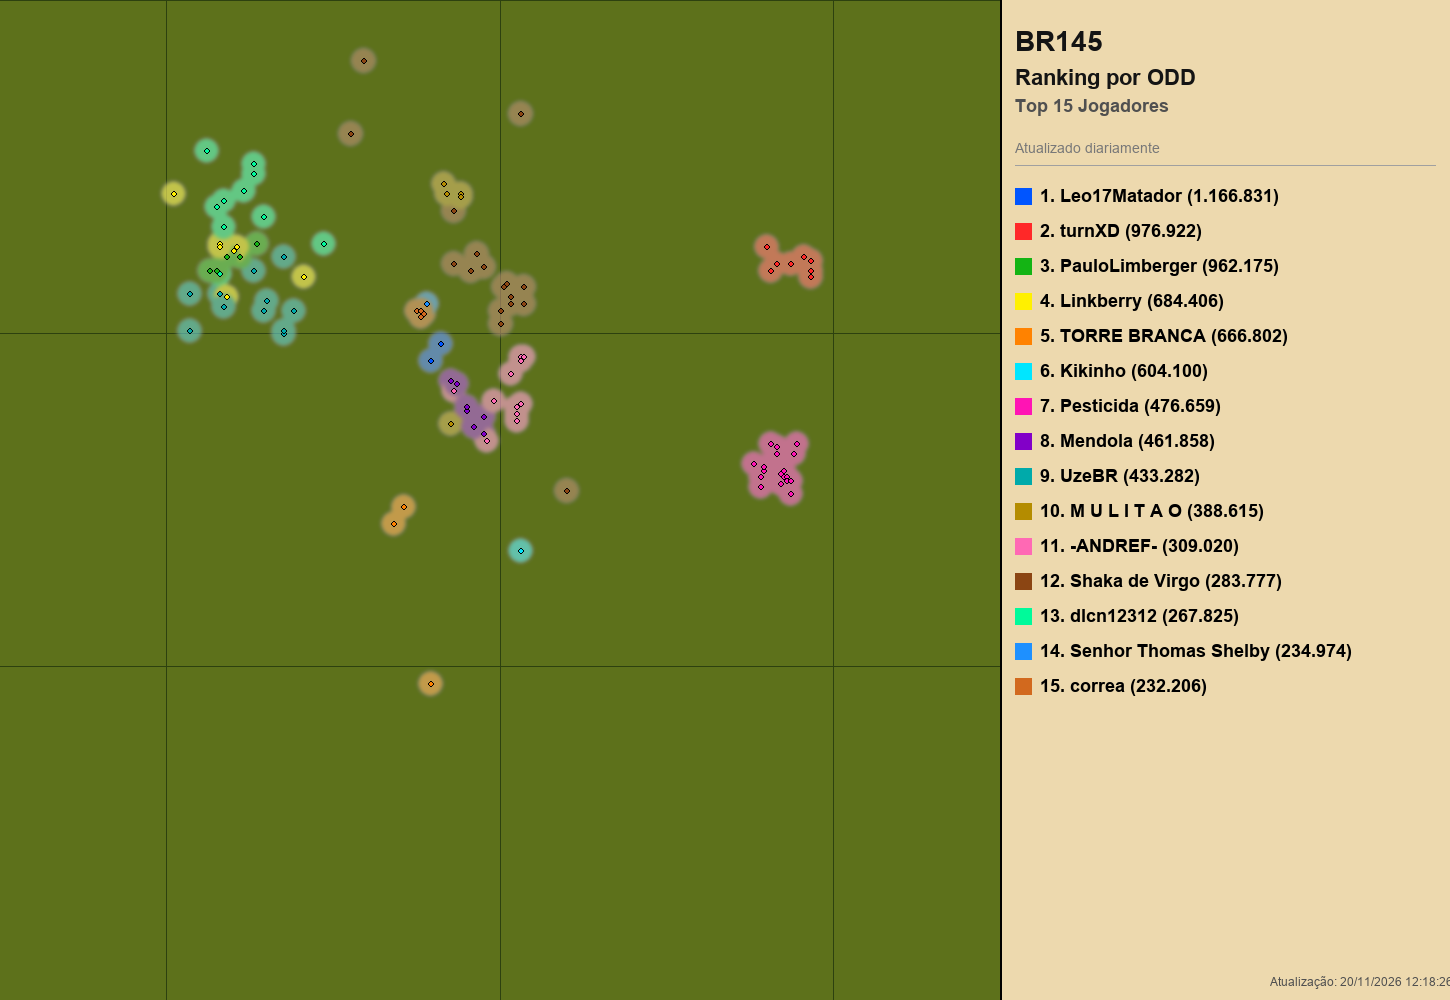 BR145
Ranking por ODD
Top 15 Jogadores
Atualizado diariamente
1. Leo17Matador (1.166.831)
2. turnXD (976.922)
3. PauloLimberger (962.175)
4. Linkberry (684.406)
5. TORRE BRANCA (666.802)
6. Kikinho (604.100)
7. Pesticida (476.659)
8. Mendola (461.858)
9. UzeBR (433.282)
10. M U L I T A O (388.615)
11. -ANDREF- (309.020)
12. Shaka de Virgo (283.777)
13. dlcn12312 (267.825)
14. Senhor Thomas Shelby (234.974)
15. correa (232.206)
Atualização: 20/11/2026 12:18:26